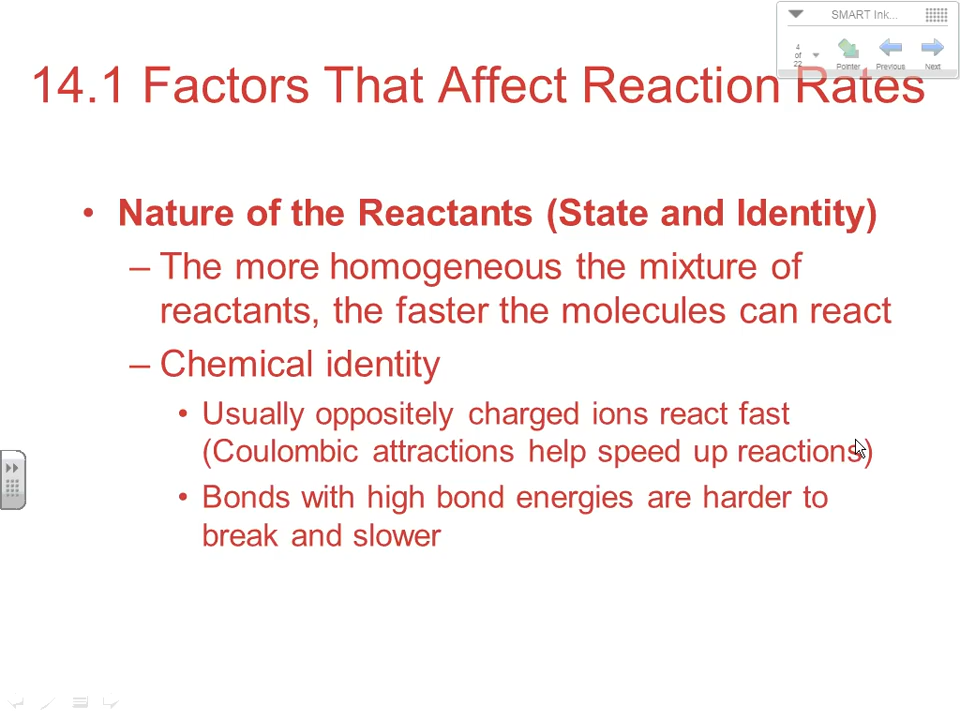 SMART Ink...
4
of
22
Pointer
Previous
Next
14.1 Factors That Affect Reaction Rates
• Nature of the Reactants (State and Identity)
– The more homogeneous the mixture of
reactants, the faster the molecules can react
– Chemical identity
• Usually oppositely charged ions react fast
(Coulombic attractions help speed up reactions)
• Bonds with high bond energies are harder to
break and slower